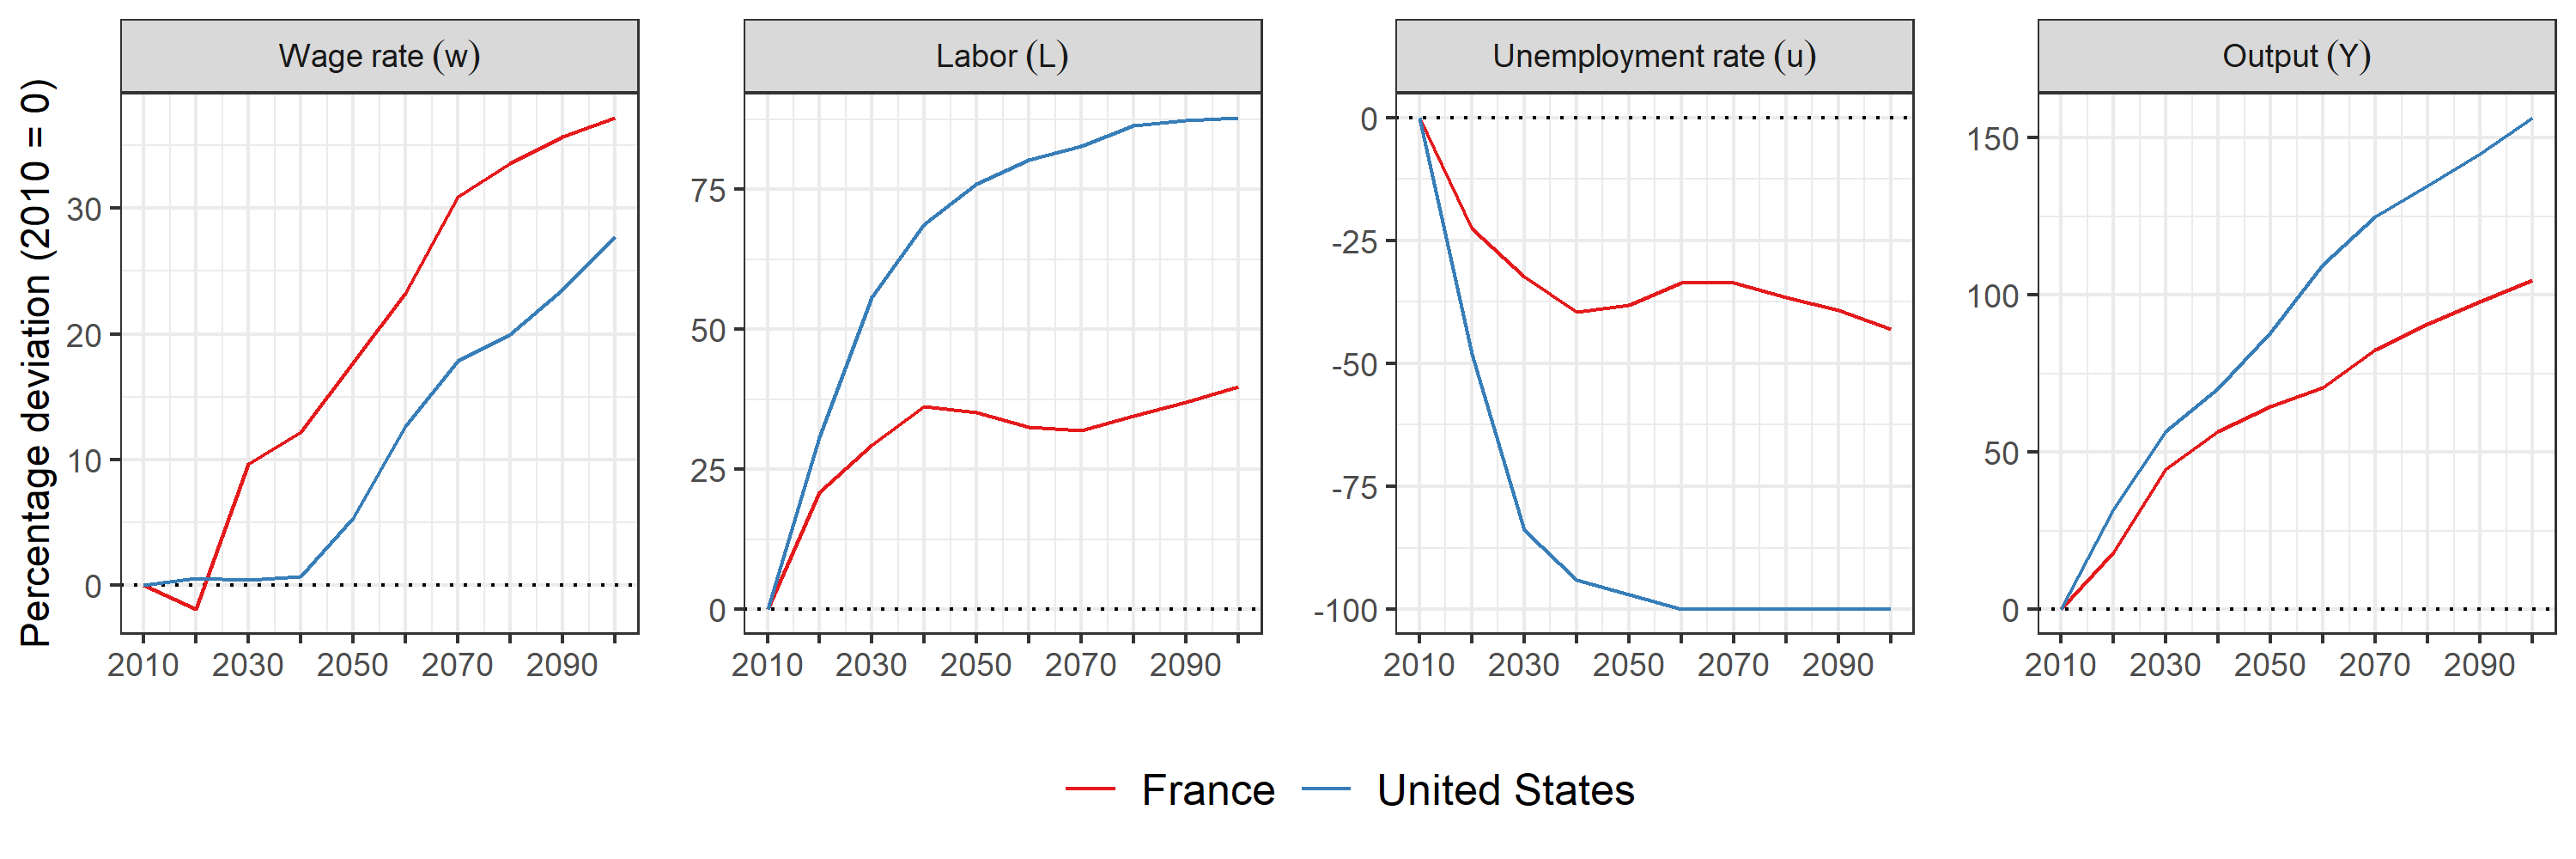 Wage rate (w)
Labor (L)
Unemployment rate (u)
Output (Y)
Percentage deviation (2010 = 0)
30
20
10
0
2010 2030 2050 2070 2090
75
50
25
0
2010 2030 2050 2070 2090
0
-25
-50
-75
-100
2010 2030 2050 2070 2090
150
100
50
0
2010 2030 2050 2070 2090
France United States